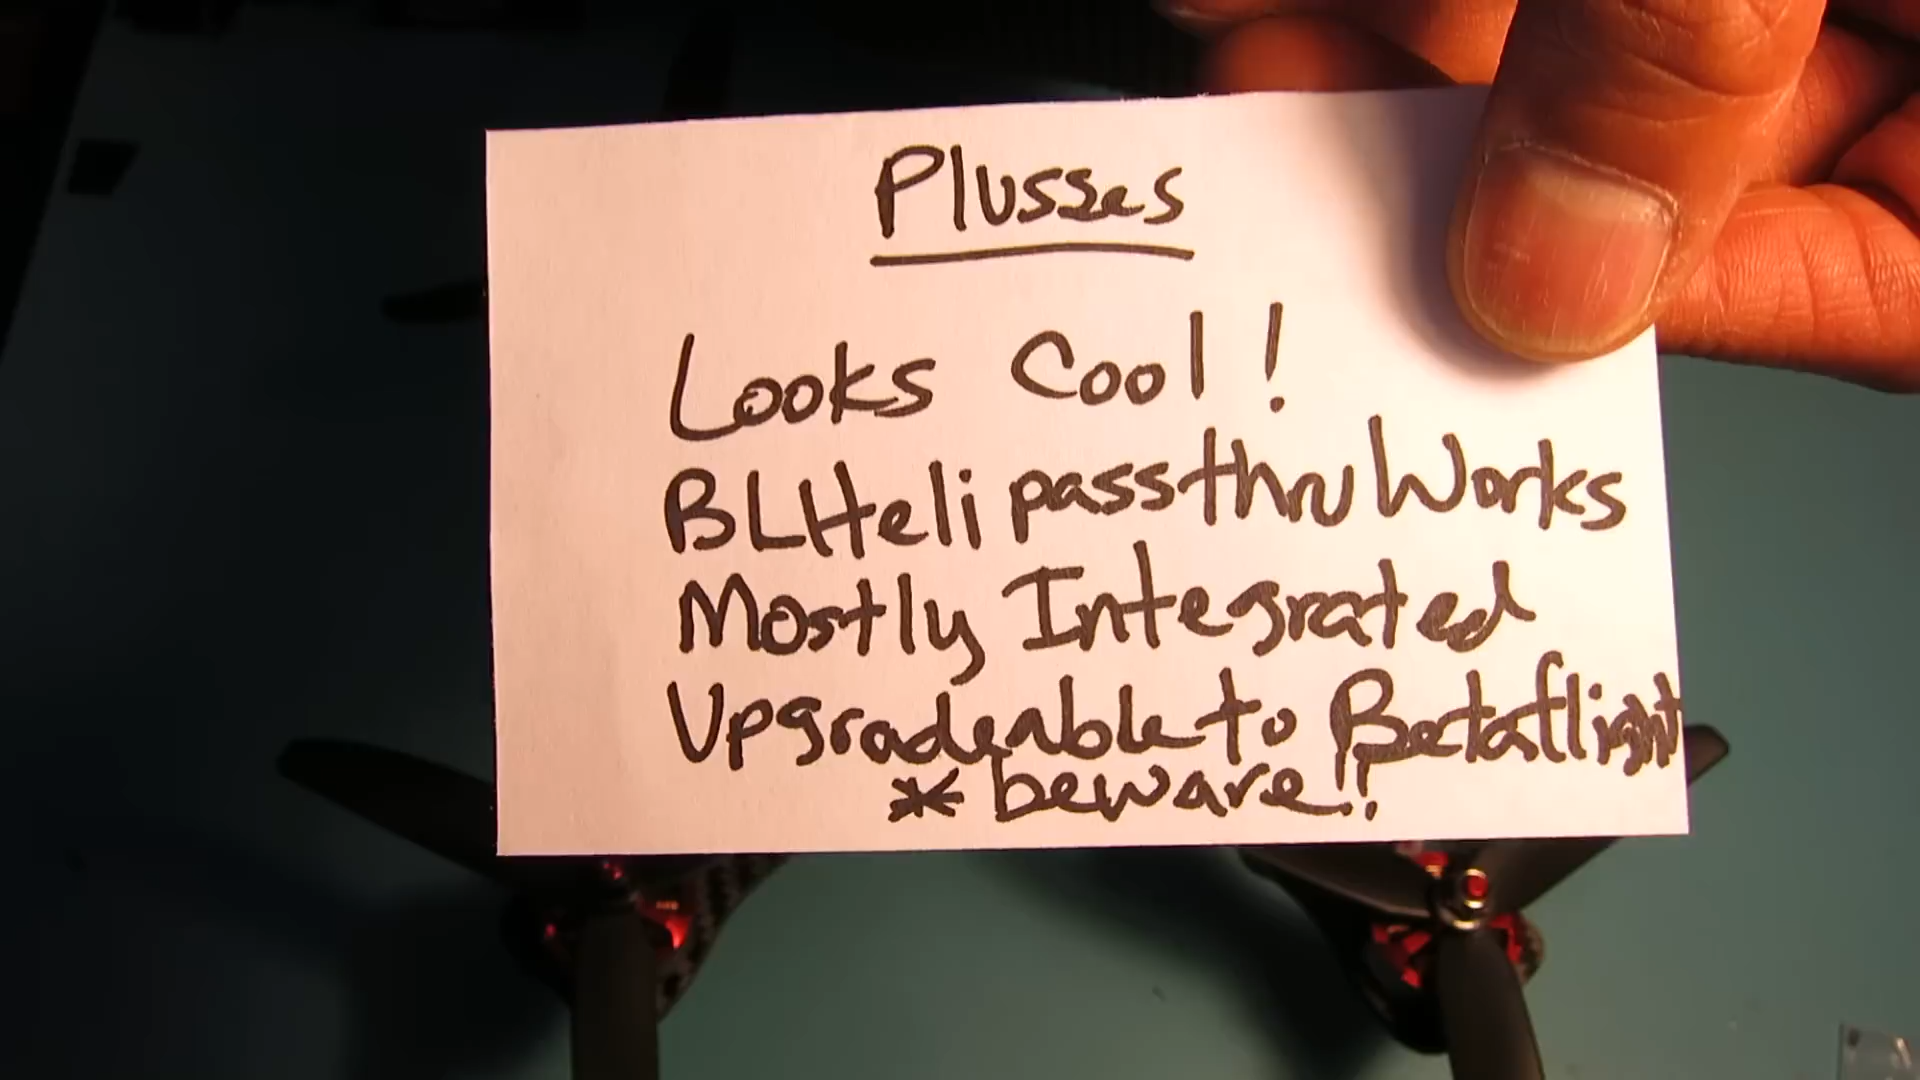 Plusses
Looks Cool!
BLHeli passthru Works
Mostly Integrated
Upgradeable to Betaflight
* beware!!